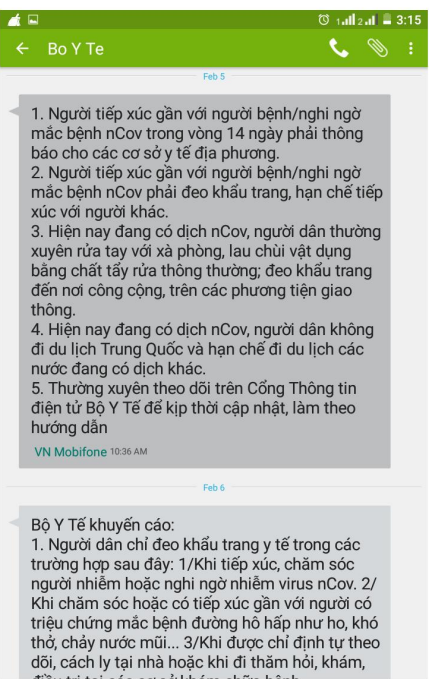 1 2 3:15
Bo Y Te
Feb 5
1. Người tiếp xúc gần với người bệnh/nghi ngờ
mắc bệnh nCov trong vòng 14 ngày phải thông
báo cho các cơ sở y tế địa phương.
2. Người tiếp xúc gần với người bệnh/nghi ngờ
mắc bệnh nCov phải đeo khẩu trang, hạn chế tiếp
xúc với người khác.
3. Hiện nay đang có dịch nCov, người dân thường
xuyên rửa tay với xà phòng, lau chùi vật dụng
bằng chất tẩy rửa thông thường; đeo khẩu trang
đến nơi công cộng, trên các phương tiện giao
thông.
4. Hiện nay đang có dịch nCov, người dân không
đi du lịch Trung Quốc và hạn chế đi du lịch các
nước đang có dịch khác.
5. Thường xuyên theo dõi trên Cổng Thông tin
điện tử Bộ Y Tế để kịp thời cập nhật, làm theo
hướng dẫn
VN Mobifone 10:36 AM
Feb 6
Bộ Y Tế khuyến cáo:
1. Người dân chỉ đeo khẩu trang y tế trong các
trường hợp sau đây: 1/Khi tiếp xúc, chăm sóc
người nhiễm hoặc nghi ngờ nhiễm virus nCov. 2/
Khi chăm sóc hoặc có tiếp xúc gần với người có
triệu chứng mắc bệnh đường hô hấp như ho, khó
thở, chảy nước mũi... 3/Khi được chỉ định tự theo
dõi, cách ly tại nhà hoặc khi đi thăm hỏi, khám,
điều trị tại các cơ sở khám chữa bệnh